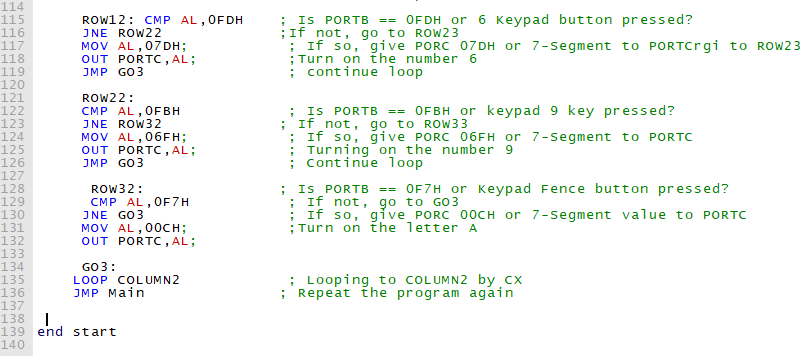 114
115 ROW12: CMP AL,0FDH ; Is PORTB == 0FDH or 6 Keypad button pressed?
116 JNE ROW22 ;If not, go to ROW23
117 MOV AL,07DH; ; If so, give PORC 07DH or 7-Segment to PORTCrgi to ROW23
118 OUT PORTC,AL; ;Turn on the number 6
119 JMP GO3 ; continue loop
120
121 ROW22:
122 CMP AL,0FBH ; Is PORTB == 0FBH or keypad 9 key pressed?
123 JNE ROW32 ; If not, go to ROW33
124 MOV AL,06FH; ; If so, give PORC 06FH or 7-Segment to PORTC
125 OUT PORTC,AL; ; Turning on the number 9
126 JMP GO3 ; Continue loop
127
128 ROW32: ; Is PORTB == 0F7H or Keypad Fence button pressed?
129 CMP AL,0F7H ; If not, go to GO3
130 JNE GO3 ; If so, give PORC 00CH or 7-Segment value to PORTC
131 MOV AL,00CH; ;Turn on the letter A
132 OUT PORTC,AL;
133
134 GO3:
135 LOOP COLUMN2 ; Looping to COLUMN2 by CX
136 JMP Main ; Repeat the program again
137
138
139 end start
140